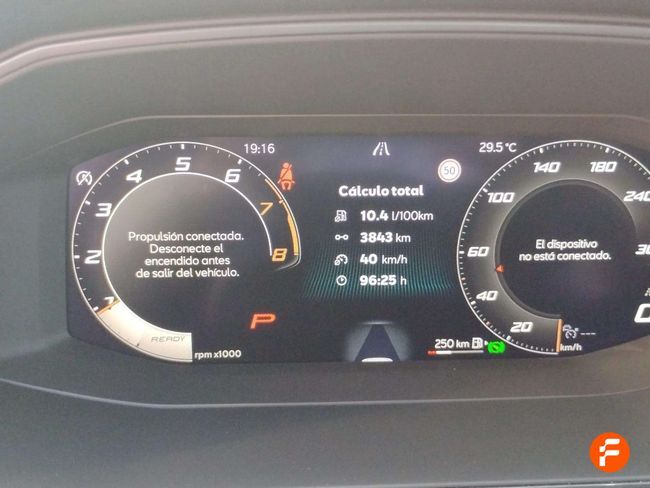 19:16
29.5 °C
50
1 2 3 4 5 6 7 8
Propulsión conectada.
Desconecte el
encendido antes
de salir del vehículo.
READY
rpm x1000
P
Cálculo total
10.4 l/100km
3843 km
40 km/h
96:25 h
250 km
20 40 60 80 100 140 180 240
El dispositivo
no está conectado.
---
km/h